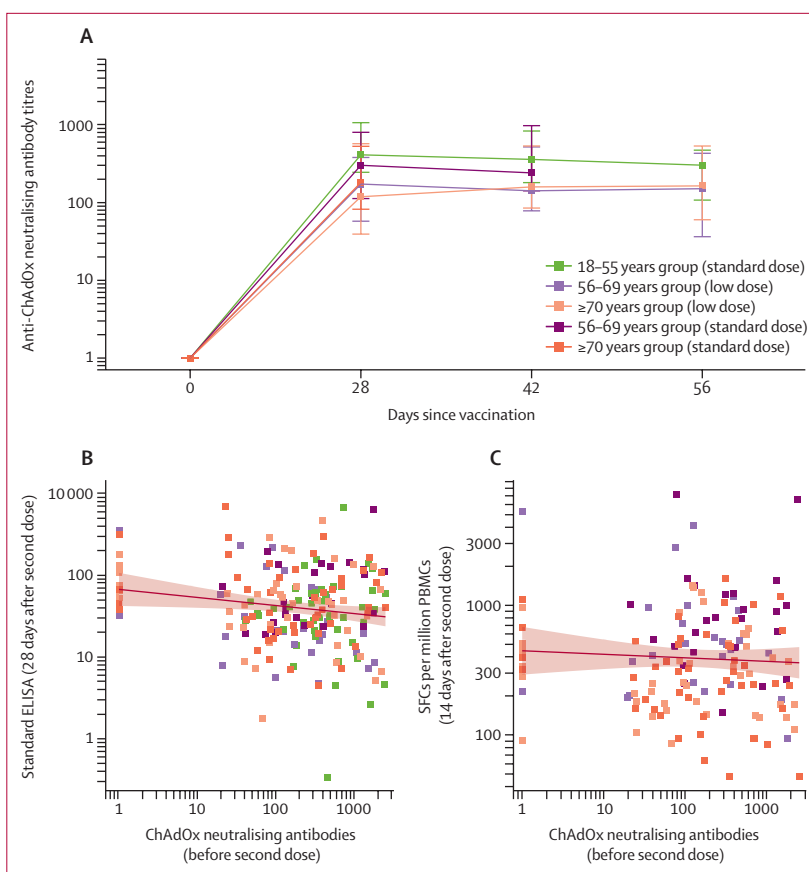 A
Anti-ChAdOx neutralising antibody titres
1000
100
10
1
0
28
42
56
Days since vaccination
18–55 years group (standard dose)
56–69 years group (low dose)
≥70 years group (low dose)
56–69 years group (standard dose)
≥70 years group (standard dose)
B
Standard ELISA (28 days after second dose)
10 000
100
10
1
1
10
100
1000
ChAdOx neutralising antibodies
(before second dose)
C
SFCs per million PBMCs
(14 days after second dose)
3000
1000
300
100
1
10
100
1000
ChAdOx neutralising antibodies
(before second dose)